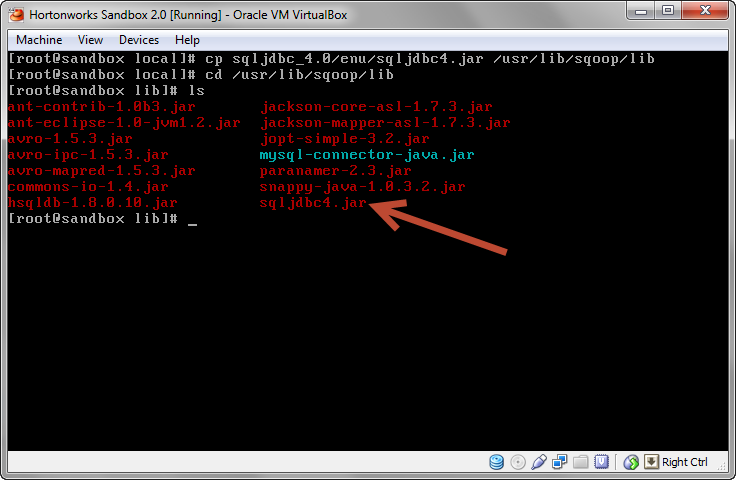 Hortonworks Sandbox 2.0 [Running] - Oracle VM VirtualBox
Machine View Devices Help
[root@sandbox local]# cp sqljdbc_4.0/enu/sqljdbc4.jar /usr/lib/sqoop/lib
[root@sandbox local]# cd /usr/lib/sqoop/lib
[root@sandbox lib]# ls
ant-contrib-1.0b3.jar jackson-core-asl-1.7.3.jar
ant-eclipse-1.0-jvm1.2.jar jackson-mapper-asl-1.7.3.jar
avro-1.5.3.jar jopt-simple-3.2.jar
avro-ipc-1.5.3.jar mysql-connector-java.jar
avro-mapred-1.5.3.jar paranamer-2.3.jar
commons-io-1.4.jar snappy-java-1.0.3.2.jar
hsqldb-1.8.0.10.jar sqljdbc4.jar
[root@sandbox lib]# _
Right Ctrl